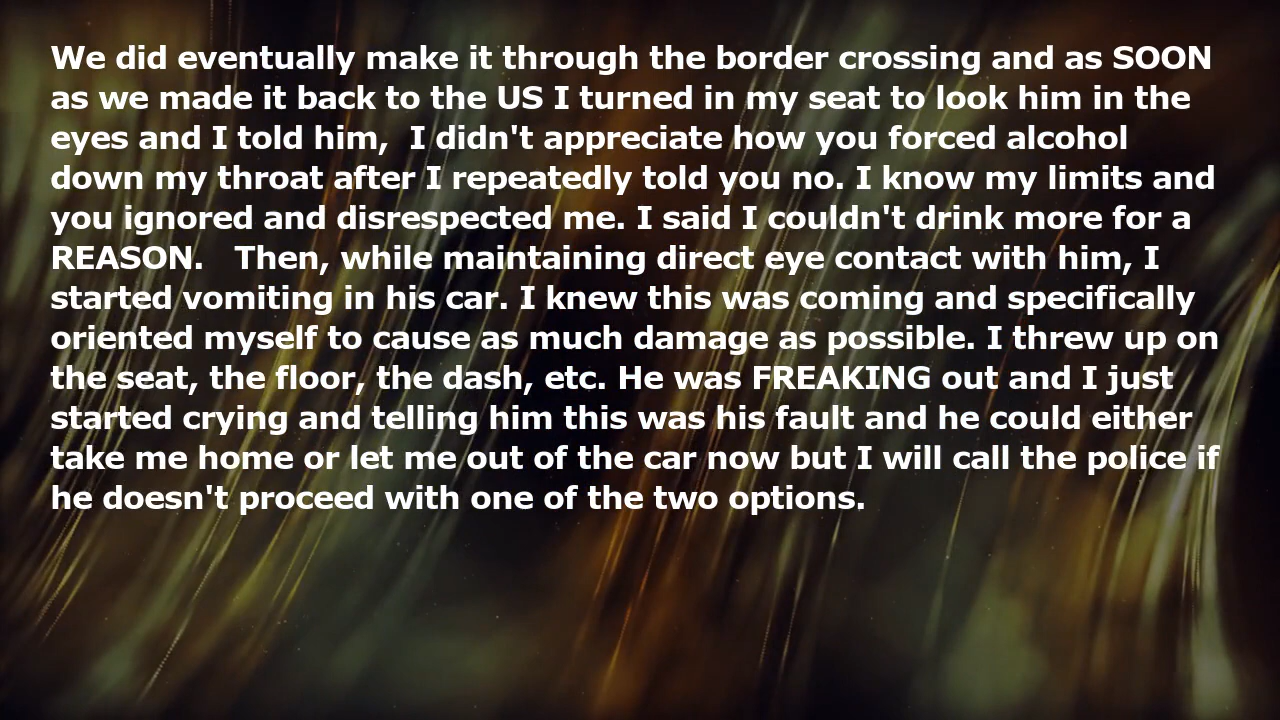 We did eventually make it through the border crossing and as SOON
as we made it back to the US I turned in my seat to look him in the
eyes and I told him,  I didn't appreciate how you forced alcohol
down my throat after I repeatedly told you no. I know my limits and
you ignored and disrespected me. I said I couldn't drink more for a
REASON.   Then, while maintaining direct eye contact with him, I
started vomiting in his car. I knew this was coming and specifically
oriented myself to cause as much damage as possible. I threw up on
the seat, the floor, the dash, etc. He was FREAKING out and I just
started crying and telling him this was his fault and he could either
take me home or let me out of the car now but I will call the police if
he doesn't proceed with one of the two options.